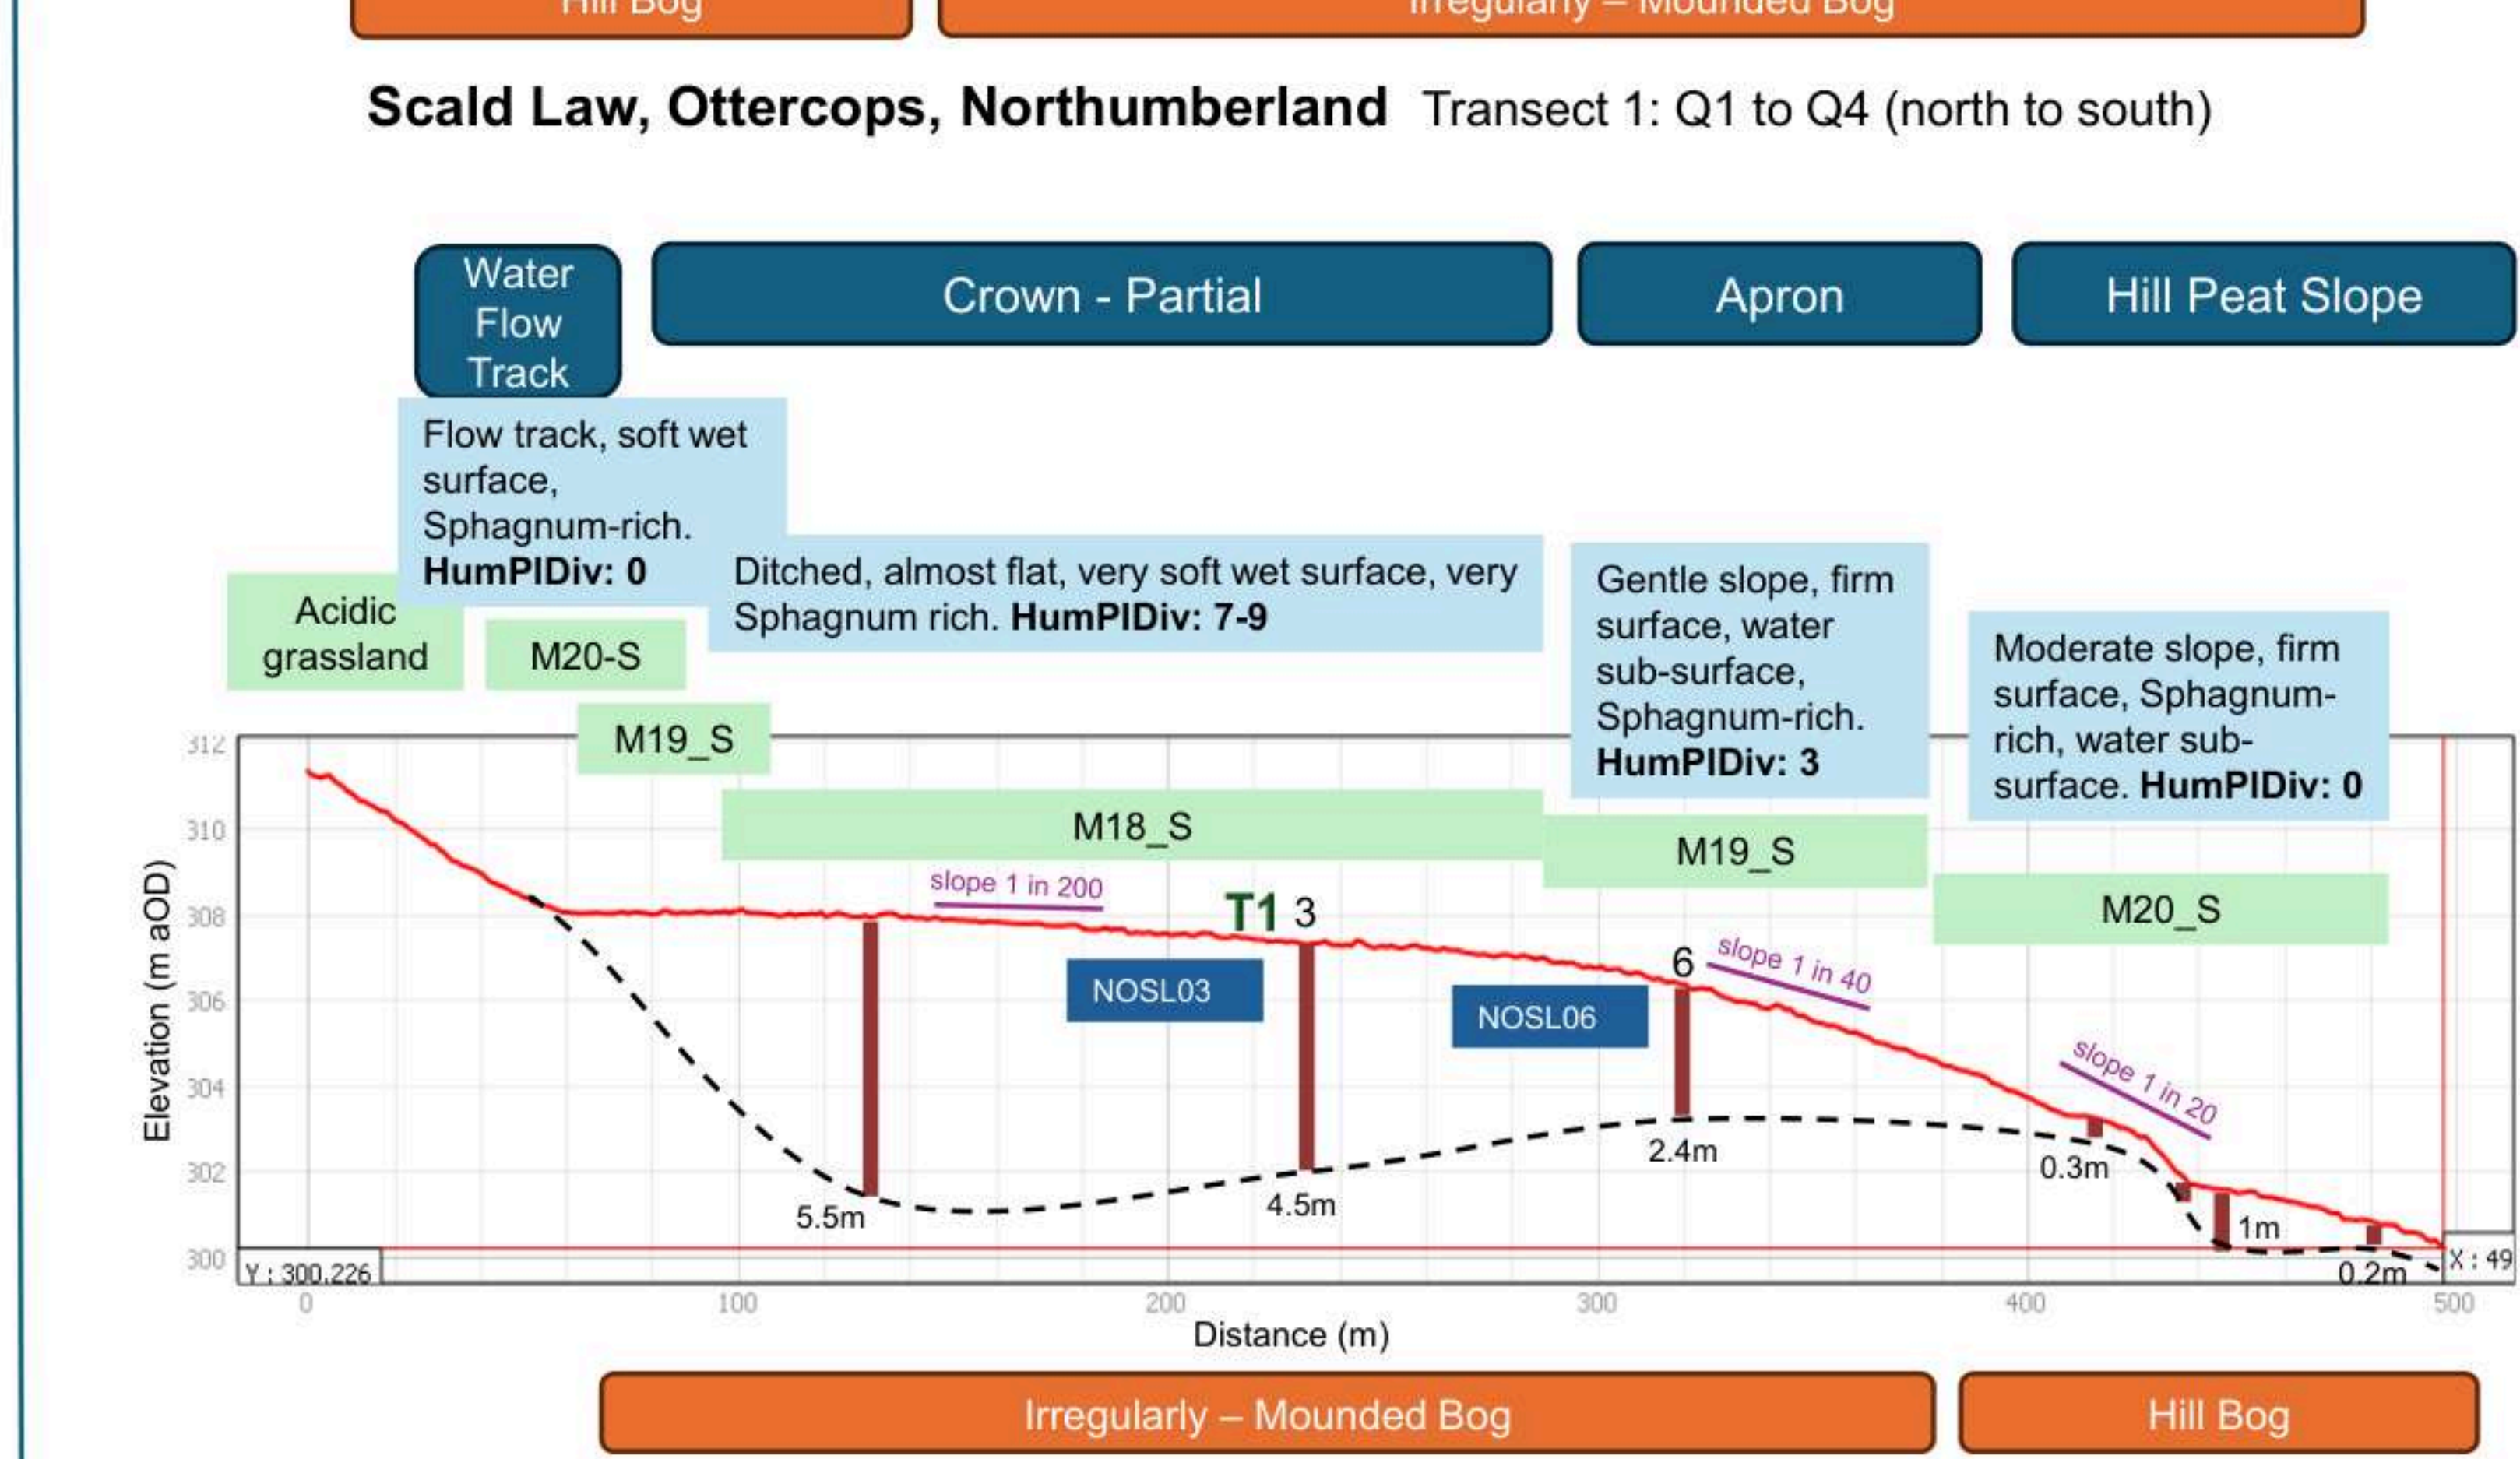 Hill Bog
Irregularly – Mounded Bog
Scald Law, Ottercops, Northumberland Transect 1: Q1 to Q4 (north to south)
Water
Flow
Track
Crown - Partial
Apron
Hill Peat Slope
Flow track, soft wet
surface,
Sphagnum-rich.
HumPlDiv: 0
Ditched, almost flat, very soft wet surface, very
Sphagnum rich. HumPlDiv: 7-9
Gentle slope, firm
surface, water
sub-surface,
Sphagnum-rich.
HumPlDiv: 3
Moderate slope, firm
surface, Sphagnum-
rich, water sub-
surface. HumPlDiv: 0
Acidic
grassland
M20-S
M19_S
M18_S
M19_S
M20_S
312
310
308
306
304
302
300
Elevation (m aOD)
slope 1 in 200
T1 3
6
slope 1 in 40
slope 1 in 20
NOSL03
NOSL06
5.5m
4.5m
2.4m
0.3m
1m
0.2m
Y : 300.226
X : 49
0
100
200
300
400
500
Distance (m)
Irregularly – Mounded Bog
Hill Bog